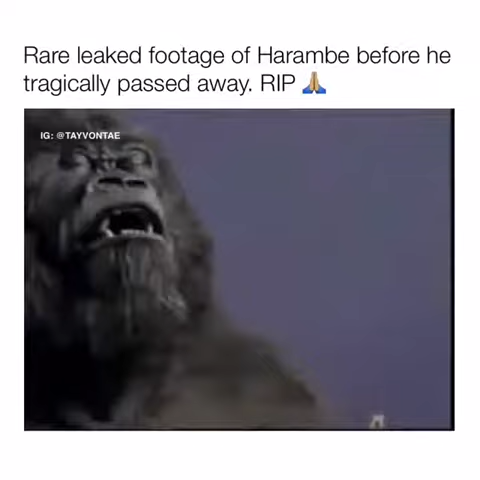 Rare leaked footage of Harambe before he
tragically passed away. RIP 🙏🏼
IG: @TAYVONTAE